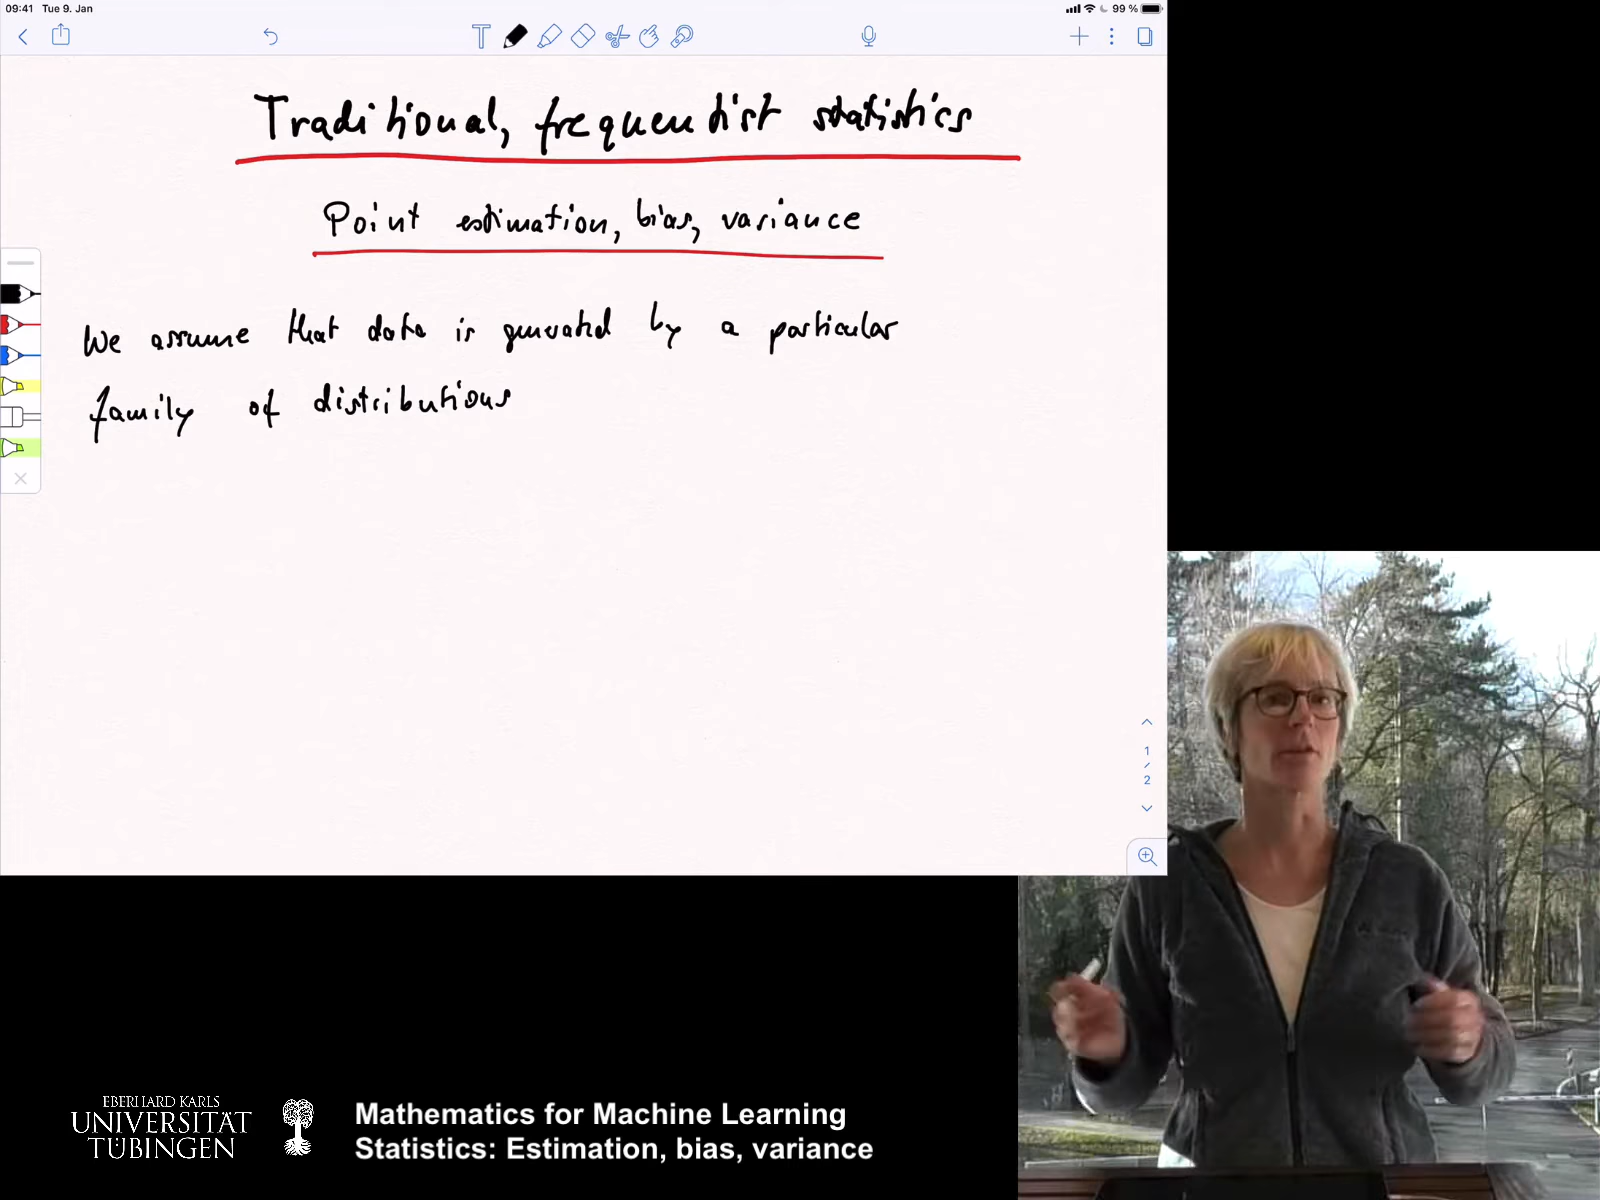 09:41 Tue 9. Jan
99 %
Traditional, frequentist statistics
Point estimation, bias, variance
We assume that data is generated by a particular
family of distributions
1
/
2
EBERHARD KARLS
UNIVERSITÄT
TÜBINGEN
Mathematics for Machine Learning
Statistics: Estimation, bias, variance